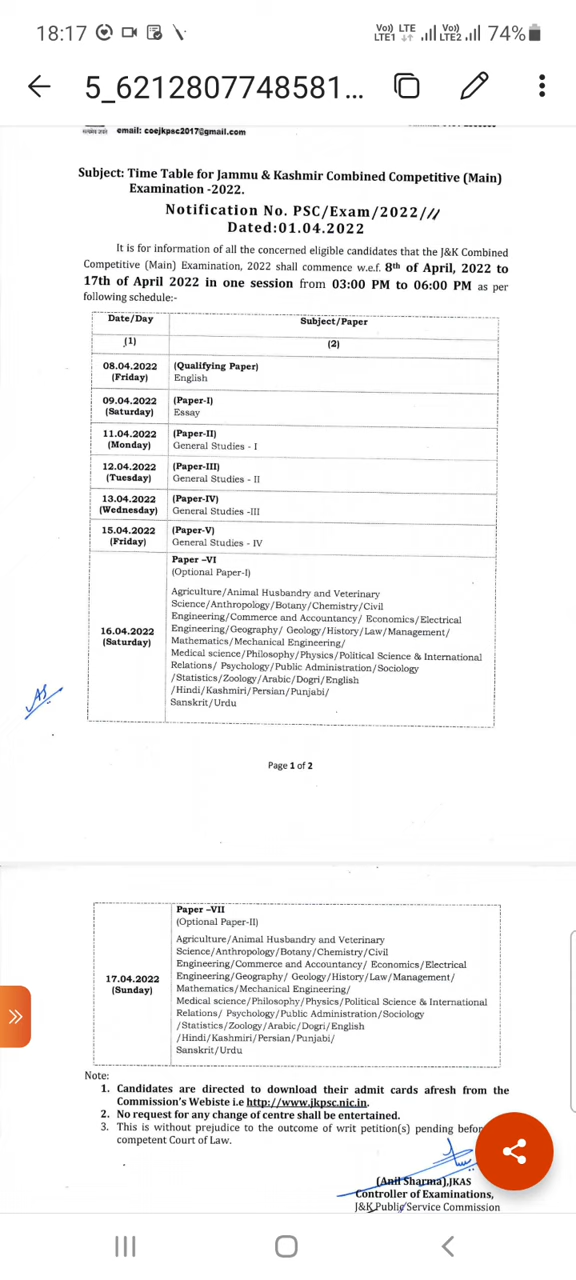 18:17
Vo)) LTE LTE1 Vo)) LTE2 74%
5_6212807748581...
email: coejkpsc2017@gmail.com
Subject: Time Table for Jammu & Kashmir Combined Competitive (Main)
Examination -2022.
Notification No. PSC/Exam/2022/
Dated:01.04.2022
It is for information of all the concerned eligible candidates that the J&K Combined
Competitive (Main) Examination, 2022 shall commence w.e.f. 8th of April, 2022 to
17th of April 2022 in one session from 03:00 PM to 06:00 PM as per
following schedule:-
Date/Day Subject/Paper
(1) (2)
08.04.2022 (Qualifying Paper)
(Friday) English
09.04.2022 (Paper-I)
(Saturday) Essay
11.04.2022 (Paper-II)
(Monday) General Studies - I
12.04.2022 (Paper-III)
(Tuesday) General Studies - II
13.04.2022 (Paper-IV)
(Wednesday) General Studies -III
15.04.2022 (Paper-V)
(Friday) General Studies - IV
16.04.2022
(Saturday)
Paper –VI
(Optional Paper-I)
Agriculture/Animal Husbandry and Veterinary
Science/Anthropology/Botany/Chemistry/Civil
Engineering/Commerce and Accountancy/ Economics/Electrical
Engineering/Geography/ Geology/History/Law/Management/
Mathematics/Mechanical Engineering/
Medical science/Philosophy/Physics/Political Science & International
Relations/ Psychology/Public Administration/Sociology
/Statistics/Zoology/Arabic/Dogri/English
/Hindi/Kashmiri/Persian/Punjabi/
Sanskrit/Urdu
Page 1 of 2
17.04.2022
(Sunday)
Paper –VII
(Optional Paper-II)
Agriculture/Animal Husbandry and Veterinary
Science/Anthropology/Botany/Chemistry/Civil
Engineering/Commerce and Accountancy/ Economics/Electrical
Engineering/Geography/ Geology/History/Law/Management/
Mathematics/Mechanical Engineering/
Medical science/Philosophy/Physics/Political Science & International
Relations/ Psychology/Public Administration/Sociology
/Statistics/Zoology/Arabic/Dogri/English
/Hindi/Kashmiri/Persian/Punjabi/
Sanskrit/Urdu
Note:
1. Candidates are directed to download their admit cards afresh from the
Commission's Webiste i.e http://www.jkpsc.nic.in.
2. No request for any change of centre shall be entertained.
3. This is without prejudice to the outcome of writ petition(s) pending befor
competent Court of Law.
(Anil Sharma),JKAS
Controller of Examinations,
J&K Public Service Commission